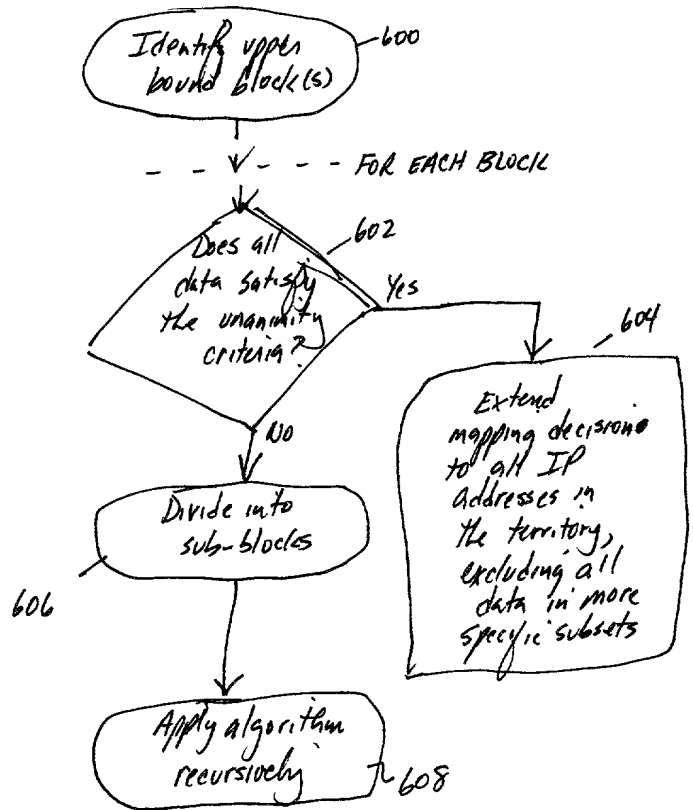 Identify upper
bound block(s)
600
FOR EACH BLOCK
602
Does all
data satisfy
the unanimity
criteria?
Yes
604
Extend
mapping decision
to all IP
addresses in
the territory,
excluding all
data in more
specific subsets
No
Divide into
sub-blocks
606
Apply algorithm
recursively
608